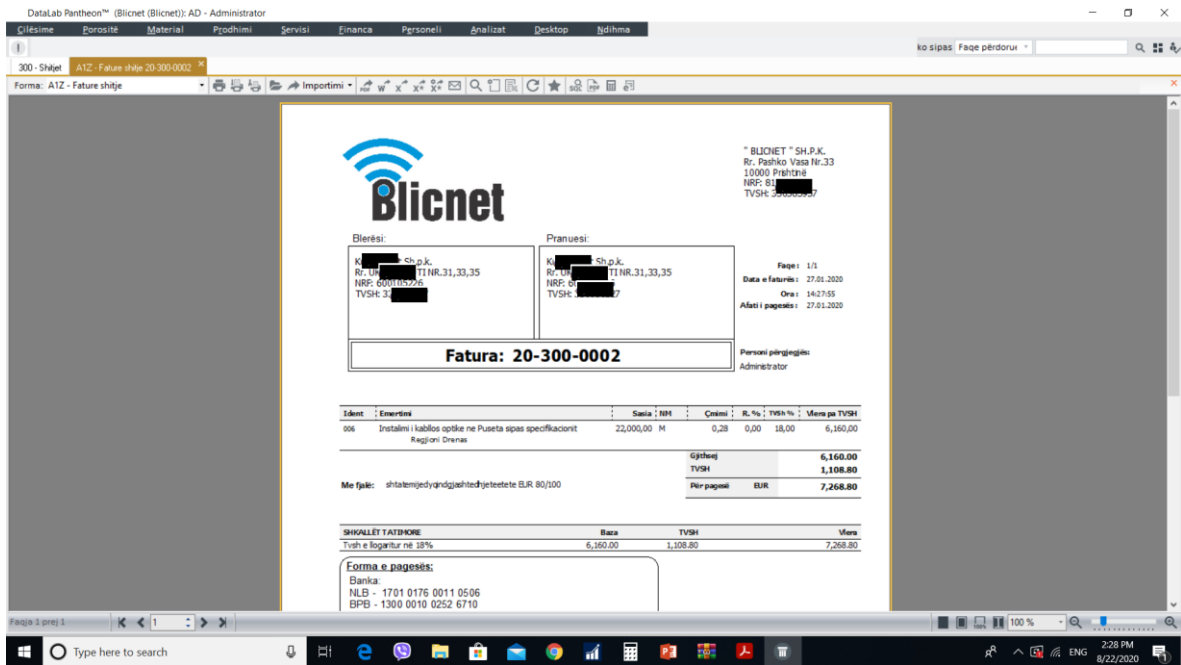 DataLab Pantheon™ (Blicnet (Blicnet)): AD - Administrator
Cilësime Porositë Material Prodhimi Servisi Financa Personeli Analizat Desktop Ndihma
ko sipas Faqe përdorue
300 - Shitjet A1Z - Fature shitje 20-300-0002
Forma: A1Z - Fature shitje Importimi
Blicnet
" BLICNET " SH.P.K.
Rr. Pashko Vasa Nr.33
10000 Prishtinë
NRF: 81
TVSH:
Blerësi: Pranuesi:
Sh.p.k. Sh.p.k.
Rr. TI NR.31,33,35 Rr. TI NR.31,33,35
NRF: 600105226 NRF:
TVSH: TVSH:
Faqe: 1/1
Data e faturës: 27.01.2020
Ora: 14:27:55
Afati i pagesës: 27.01.2020
Fatura: 20-300-0002
Personi përgjegjës:
Administrator
Ident Emertimi Sasia NM Çmimi R. % TVSh % Vlera pa TVSH
006 Instalimi i kabllos optike ne Puseta sipas specifikacionit 22,000,00 M 0,28 0,00 18,00 6,160,00
Regjioni Drenas
Gjithsej 6,160.00
TVSH 1,108.80
Me fjalë: shtatemijedyqindgjashtedhjeteetete EUR 80/100
Për pagesë EUR 7,268.80
SHKALLËT TATIMORE Baza TVSH Vlera
Tvsh e llogaritur në 18% 6,160.00 1,108.80 7,268.80
Forma e pagesës:
Banka:
NLB - 1701 0176 0011 0506
BPB - 1300 0010 0252 6710
Faqja 1 prej 1 1 100 %
Type here to search
ENG
2:28 PM
8/22/2020